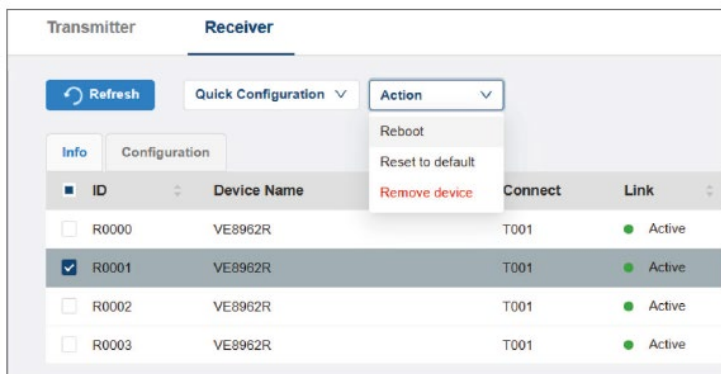 Transmitter Receiver
Refresh Quick Configuration Action
Reboot
Reset to default
Remove device
Info Configuration
ID Device Name Connect Link
R0000 VE8962R T001 Active
R0001 VE8962R T001 Active
R0002 VE8962R T001 Active
R0003 VE8962R T001 Active